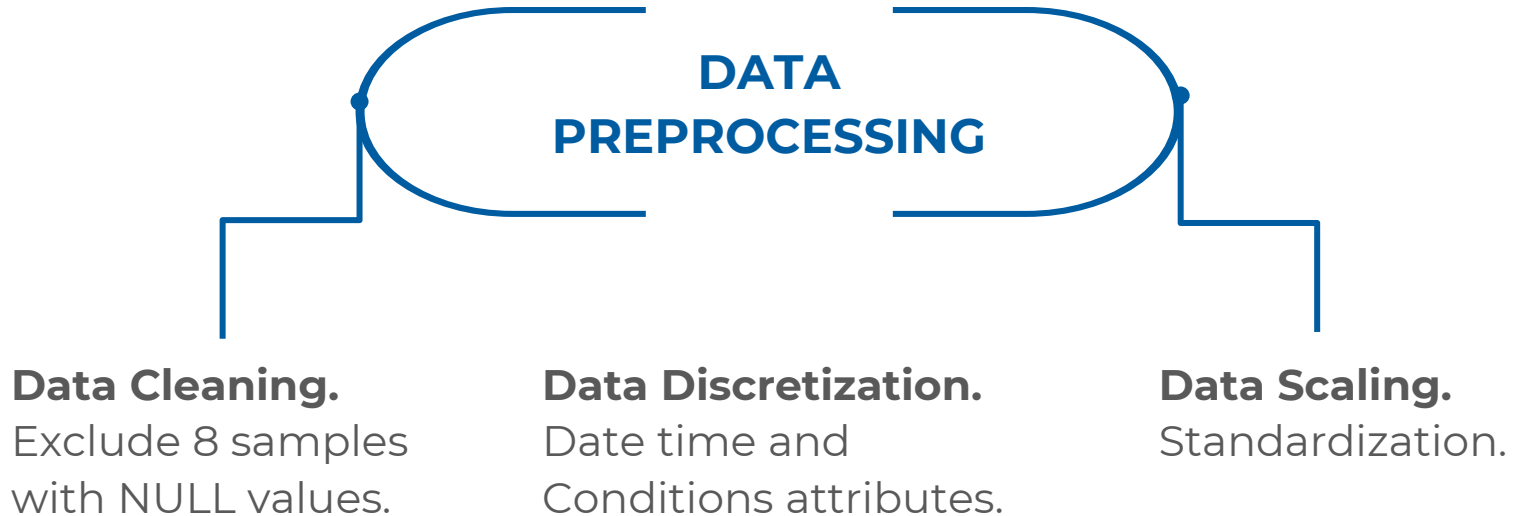 DATA
PREPROCESSING
Data Cleaning.
Exclude 8 samples
with NULL values.
Data Discretization.
Date time and
Conditions attributes.
Data Scaling.
Standardization.